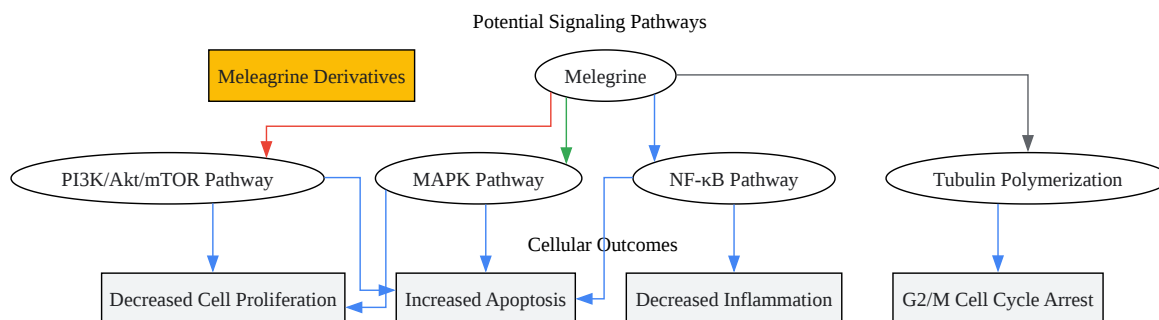 Potential Signaling Pathways
Meleagrine Derivatives
Melegrine
PI3K/Akt/mTOR Pathway
MAPK Pathway
NF-κB Pathway
Tubulin Polymerization
Cellular Outcomes
Decreased Cell Proliferation
Increased Apoptosis
Decreased Inflammation
G2/M Cell Cycle Arrest